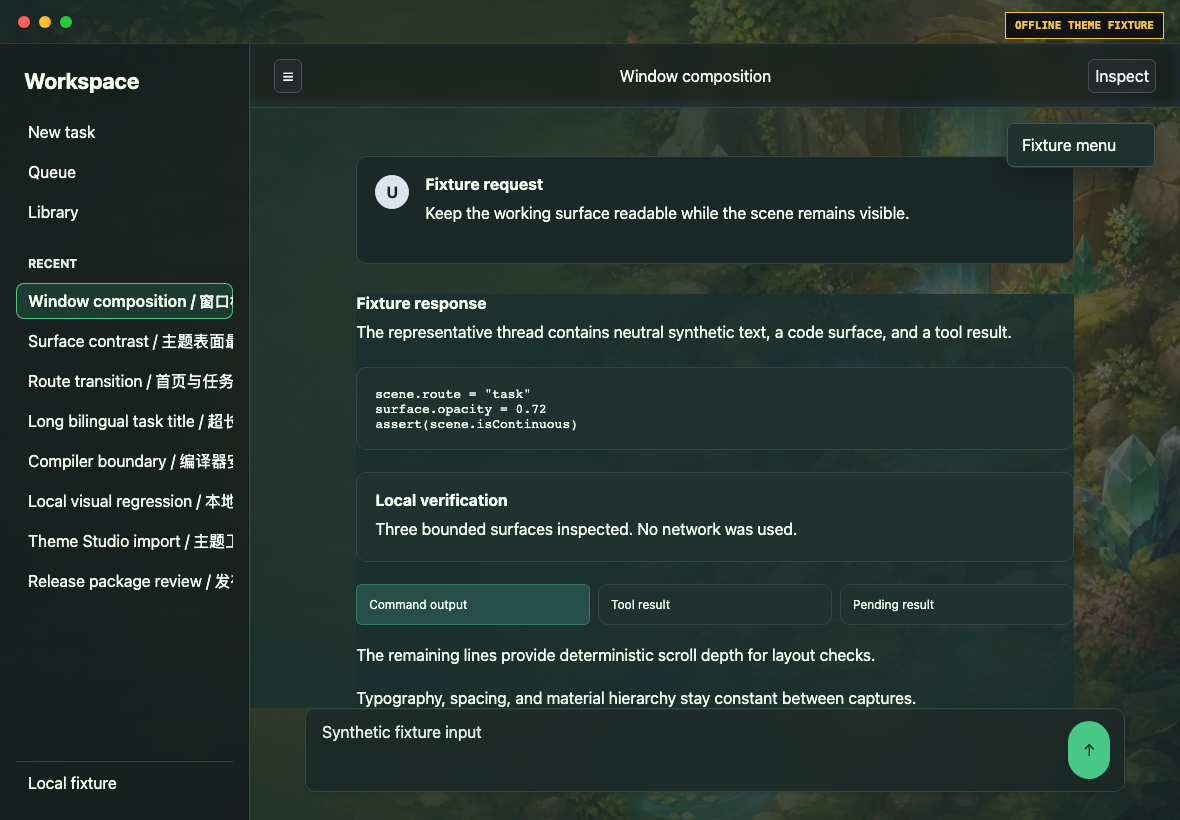 OFFLINE THEME FIXTURE
Workspace
New task
Queue
Library
RECENT
Window composition / 窗口
Surface contrast / 主题表面
Route transition / 首页与任务
Long bilingual task title / 超
Compiler boundary / 编译器
Local visual regression / 本地
Theme Studio import / 主题
Release package review / 发
Local fixture
Window composition
Inspect
Fixture menu
U
Fixture request
Keep the working surface readable while the scene remains visible.
Fixture response
The representative thread contains neutral synthetic text, a code surface, and a tool result.
scene.route = "task"
surface.opacity = 0.72
assert(scene.isContinuous)
Local verification
Three bounded surfaces inspected. No network was used.
Command output
Tool result
Pending result
The remaining lines provide deterministic scroll depth for layout checks.
Typography, spacing, and material hierarchy stay constant between captures.
Synthetic fixture input